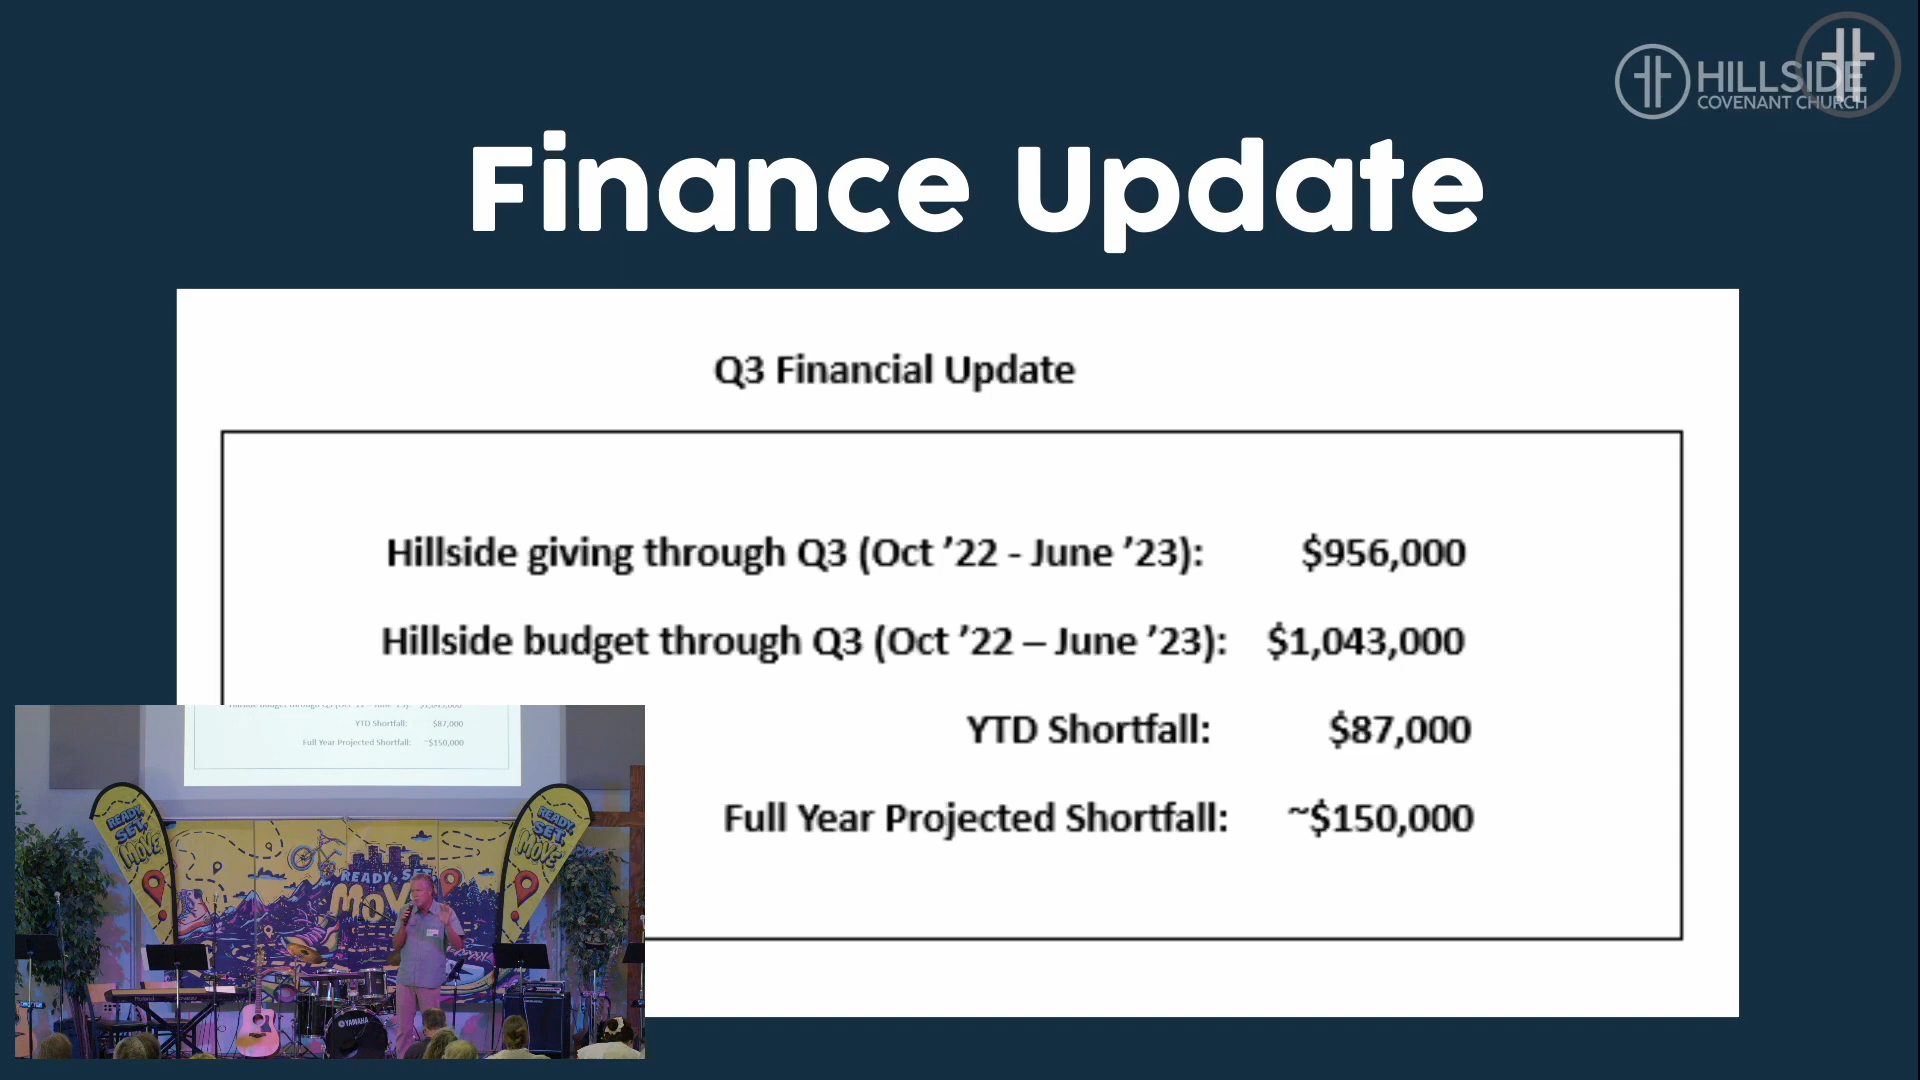 HILLSIDE
COVENANT CHURCH
Finance Update
Q3 Financial Update
Hillside giving through Q3 (Oct ’22 - June ’23): $956,000
Hillside budget through Q3 (Oct ’22 – June ’23): $1,043,000
YTD Shortfall: $87,000
Full Year Projected Shortfall: ~$150,000
YTD Shortfall: $87,000
Full Year Projected Shortfall: ~$150,000
READY,
SET,
MOVE
READY,
SET,
MOVE
READY, SET,
MOVE
Roland
YAMAHA